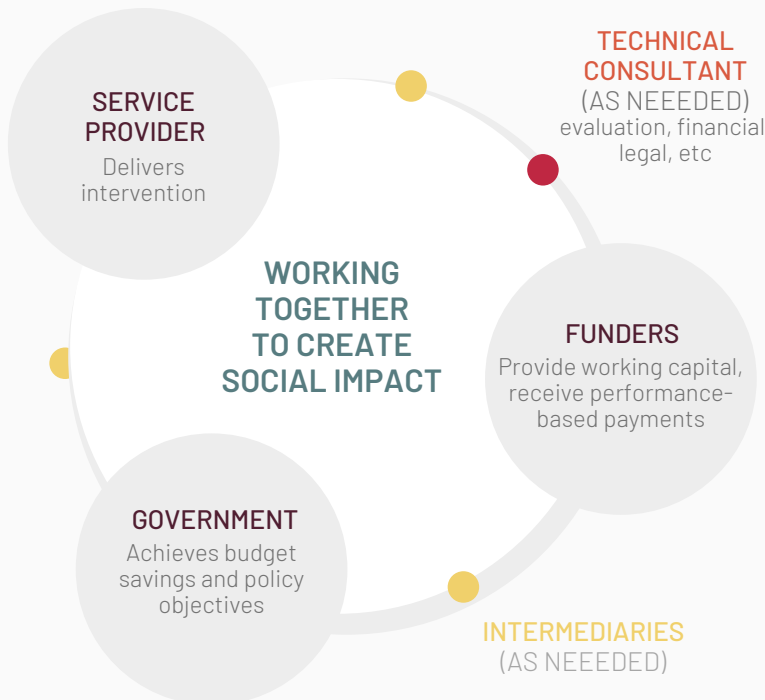 SERVICE
PROVIDER
Delivers
intervention
TECHNICAL
CONSULTANT
(AS NEEEDED)
evaluation, financial
legal, etc
WORKING
TOGETHER
TO CREATE
SOCIAL IMPACT
FUNDERS
Provide working capital,
receive performance-
based payments
GOVERNMENT
Achieves budget
savings and policy
objectives
INTERMEDIARIES
(AS NEEEDED)